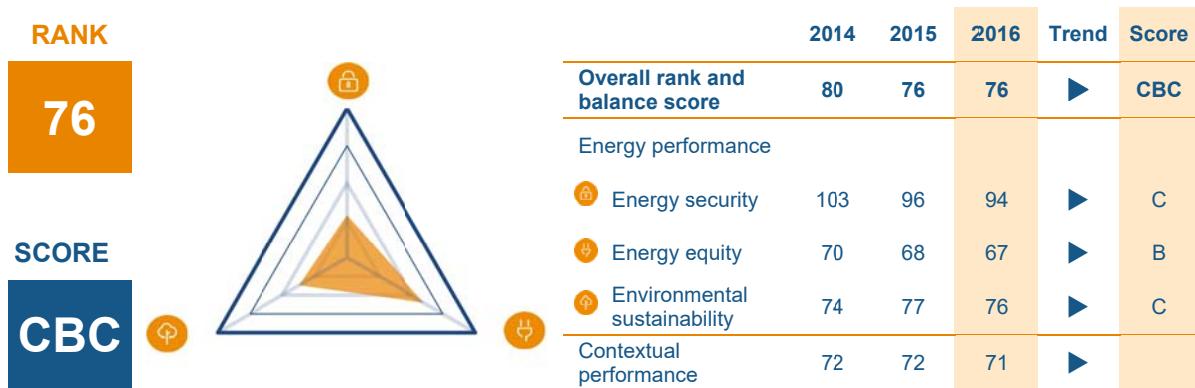 RANK
76
SCORE
CBC
2014 2015 2016 Trend Score
Overall rank and
balance score 80 76 76 CBC
Energy performance
Energy security 103 96 94 C
Energy equity 70 68 67 B
Environmental
sustainability 74 77 76 C
Contextual
performance 72 72 71